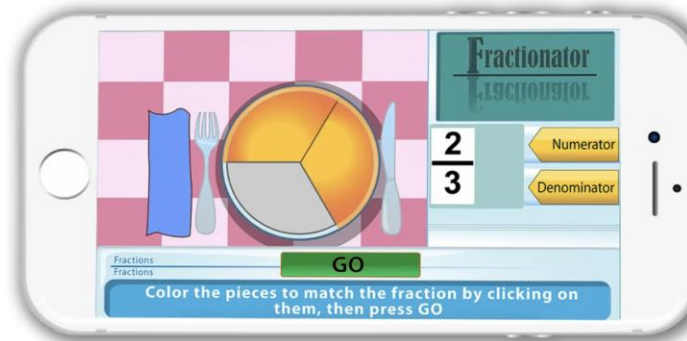 Fractionator
2
3
Numerator
Denominator
Fractions
Fractions
GO
Color the pieces to match the fraction by clicking on
them, then press GO